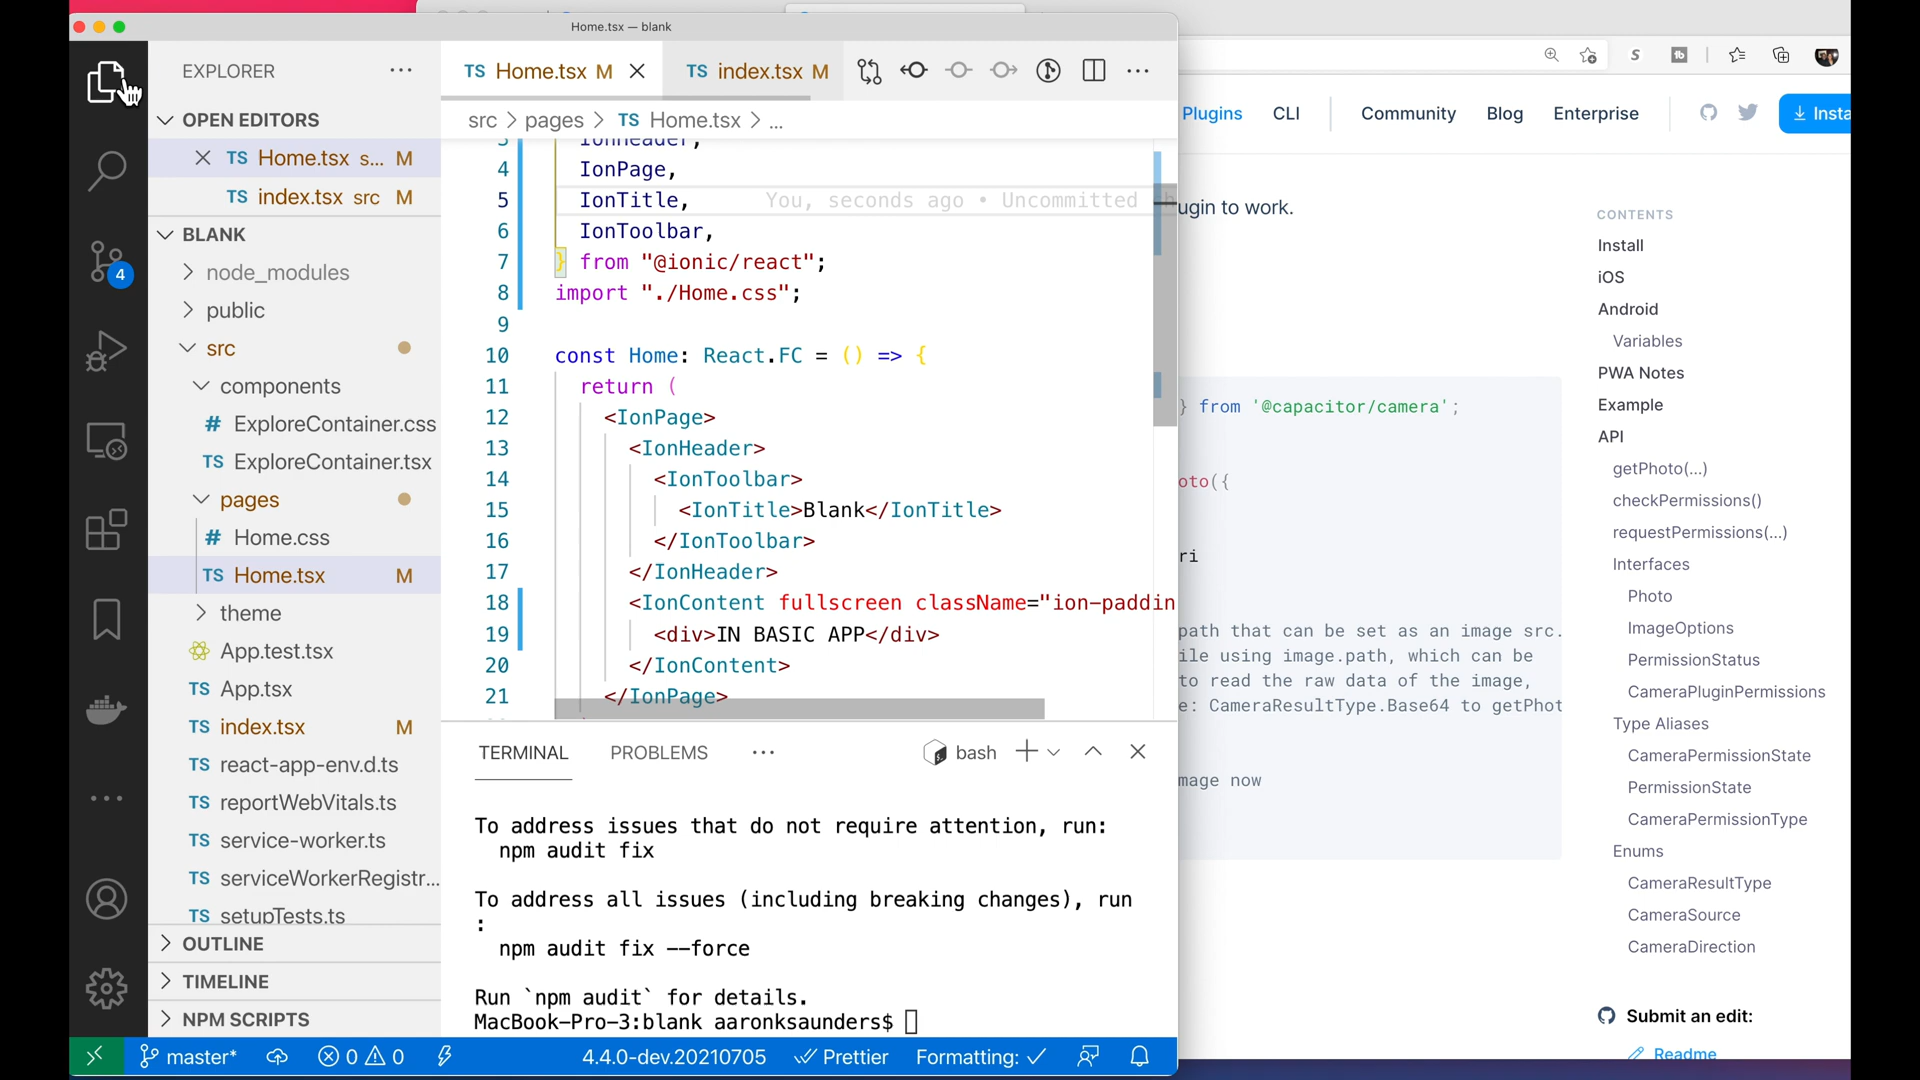 Home.tsx — blank
EXPLORER
OPEN EDITORS
TS Home.tsx s... M
TS index.tsx src M
BLANK
node_modules
public
src
components
# ExploreContainer.css
TS ExploreContainer.tsx
pages
# Home.css
TS Home.tsx M
theme
App.test.tsx
TS App.tsx
TS index.tsx M
TS react-app-env.d.ts
TS reportWebVitals.ts
TS service-worker.ts
TS serviceWorkerRegistr...
TS setupTests.ts
OUTLINE
TIMELINE
NPM SCRIPTS
4
TS Home.tsx M
TS index.tsx M
src > pages > TS Home.tsx > ...
3 IonHeader,
4 IonPage,
5 IonTitle, You, seconds ago • Uncommitted
6 IonToolbar,
7 } from "@ionic/react";
8 import "./Home.css";
9
10 const Home: React.FC = () => {
11 return (
12 <IonPage>
13 <IonHeader>
14 <IonToolbar>
15 <IonTitle>Blank</IonTitle>
16 </IonToolbar>
17 </IonHeader>
18 <IonContent fullscreen className="ion-paddin
19 <div>IN BASIC APP</div>
20 </IonContent>
21 </IonPage>
TERMINAL PROBLEMS bash
To address issues that do not require attention, run:
npm audit fix
To address all issues (including breaking changes), run
:
npm audit fix --force
Run `npm audit` for details.
MacBook-Pro-3:blank aaronksaunders$
master* 0 0 4.4.0-dev.20210705 Prettier Formatting:
Plugins CLI Community Blog Enterprise Insta
ugin to work.
} from '@capacitor/camera';
oto({
ri
path that can be set as an image src.
ile using image.path, which can be
to read the raw data of the image,
e: CameraResultType.Base64 to getPhot
mage now
CONTENTS
Install
iOS
Android
Variables
PWA Notes
Example
API
getPhoto(...)
checkPermissions()
requestPermissions(...)
Interfaces
Photo
ImageOptions
PermissionStatus
CameraPluginPermissions
Type Aliases
CameraPermissionState
PermissionState
CameraPermissionType
Enums
CameraResultType
CameraSource
CameraDirection
Submit an edit:
Readme